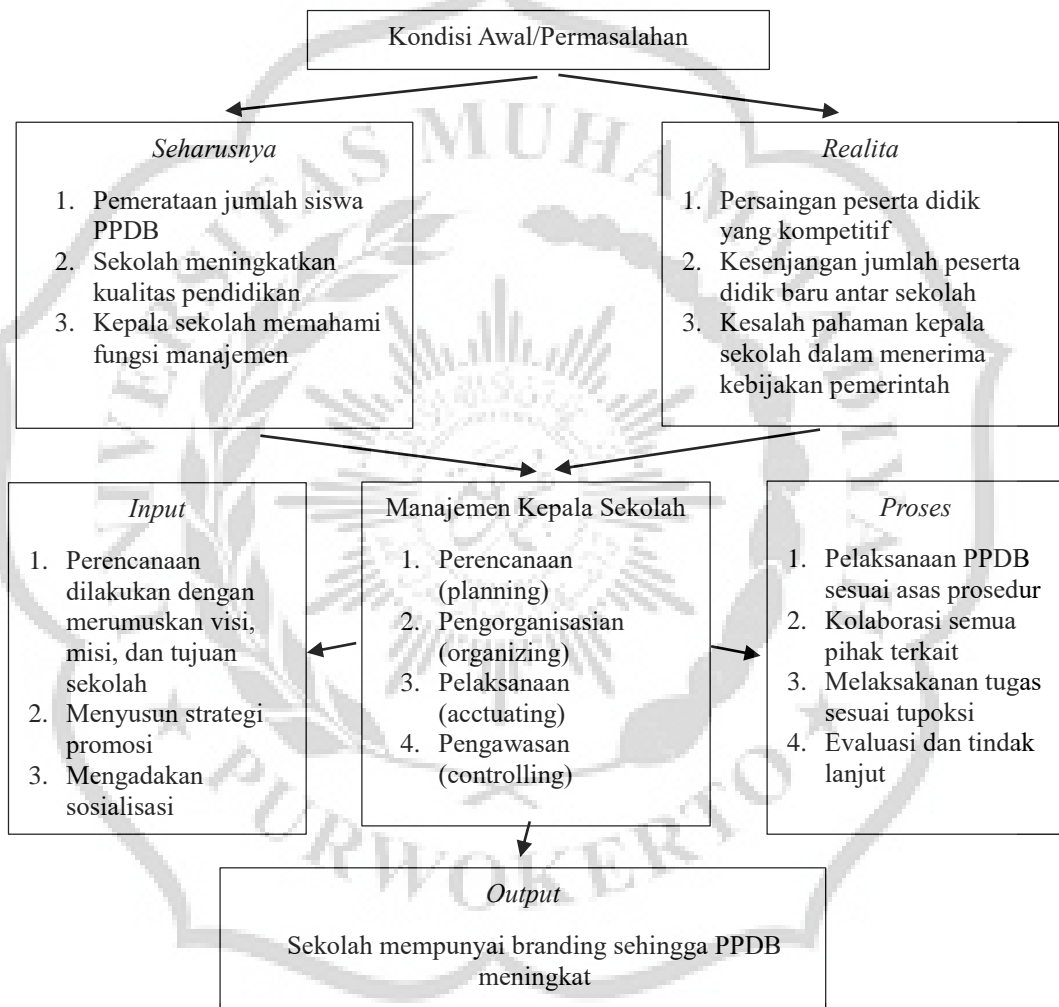 Kondisi Awal/Permasalahan
Seharusnya
1. Pemerataan jumlah siswa
PPDB
2. Sekolah meningkatkan
kualitas pendidikan
3. Kepala sekolah memahami
fungsi manajemen
Realita
1. Persaingan peserta didik
yang kompetitif
2. Kesenjangan jumlah peserta
didik baru antar sekolah
3. Kesalah pahaman kepala
sekolah dalam menerima
kebijakan pemerintah
Input
1. Perencanaan
dilakukan dengan
merumuskan visi,
misi, dan tujuan
sekolah
2. Menyusun strategi
promosi
3. Mengadakan
sosialisasi
Manajemen Kepala Sekolah
1. Perencanaan
(planning)
2. Pengorganisasian
(organizing)
3. Pelaksanaan
(acctuating)
4. Pengawasan
(controlling)
Proses
1. Pelaksanaan PPDB
sesuai asas prosedur
2. Kolaborasi semua
pihak terkait
3. Melaksakanan tugas
sesuai tupoksi
4. Evaluasi dan tindak
lanjut
Output
Sekolah mempunyai branding sehingga PPDB
meningkat
UNIVERSITAS MUHAMMADIYAH
PURWOKERTO